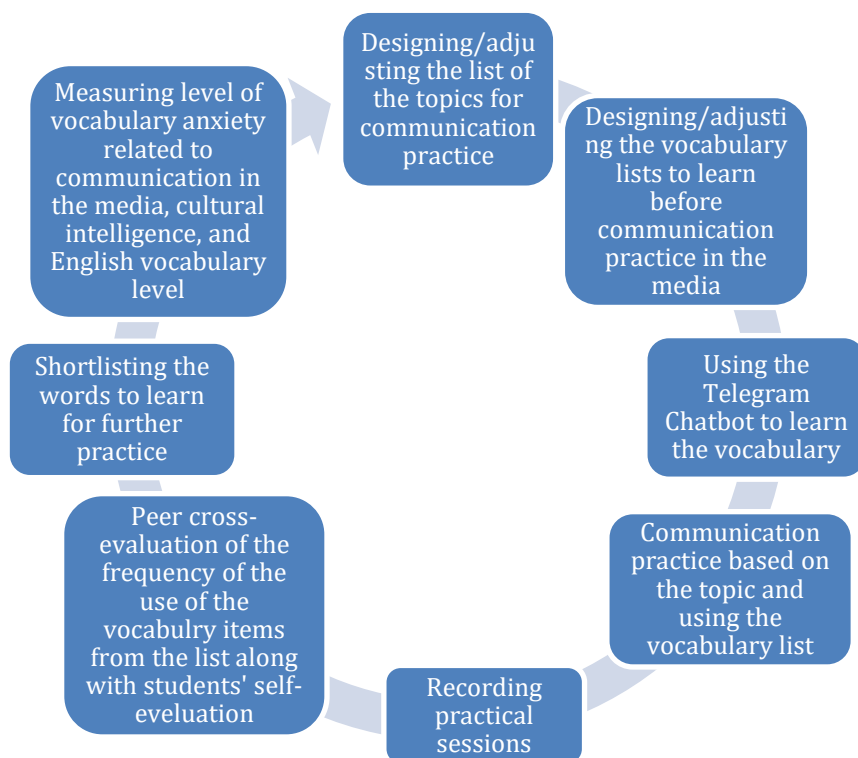 Designing/adju
sting the list of
the topics for
communication
practice
Designing/adjusti
ng the vocabulary
lists to learn
before
communication
practice in the
media
Using the
Telegram
Chatbot to learn
the vocabulary
Communication
practice based on
the topic and
using the
vocabulary list
Recording
practical
sessions
Peer cross-
evaluation of the
frequency of the
use of the
vocabulry items
from the list along
with students' self-
eveluation
Shortlisting the
words to learn
for further
practice
Measuring level of
vocabulary anxiety
related to
communication in
the media, cultural
intelligence, and
English vocabulary
level